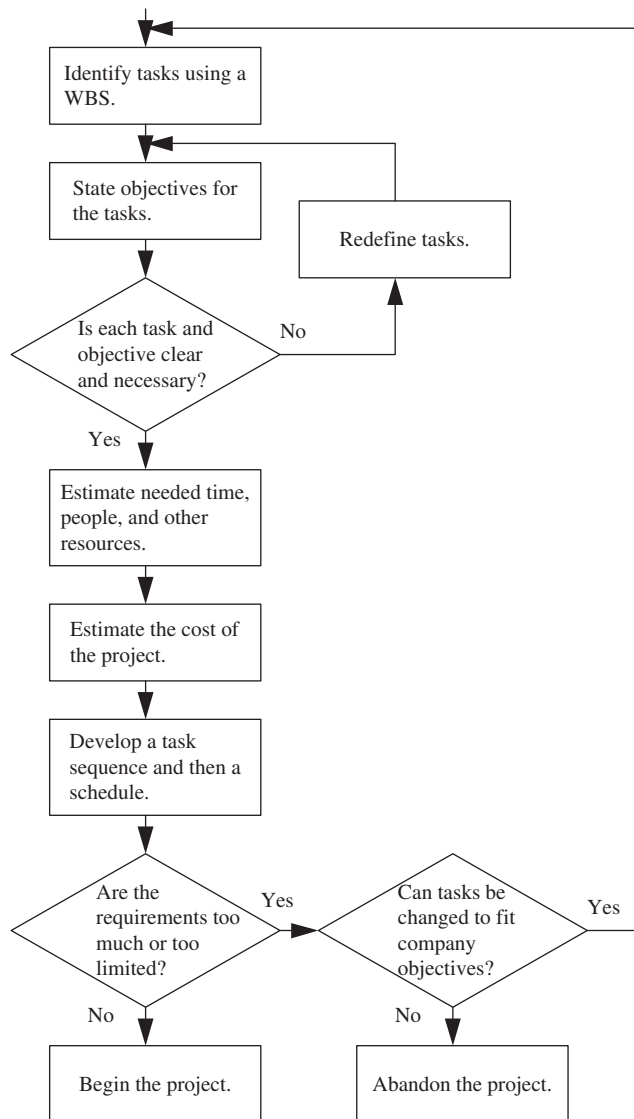 Identify tasks using a
WBS.
State objectives for
the tasks.
Redefine tasks.
Is each task and
objective clear
and necessary?
No
Yes
Estimate needed time,
people, and other
resources.
Estimate the cost of
the project.
Develop a task
sequence and then a
schedule.
Are the
requirements too
much or too
limited?
Yes
Can tasks be
changed to fit
company
objectives?
Yes
No
No
Begin the project.
Abandon the project.